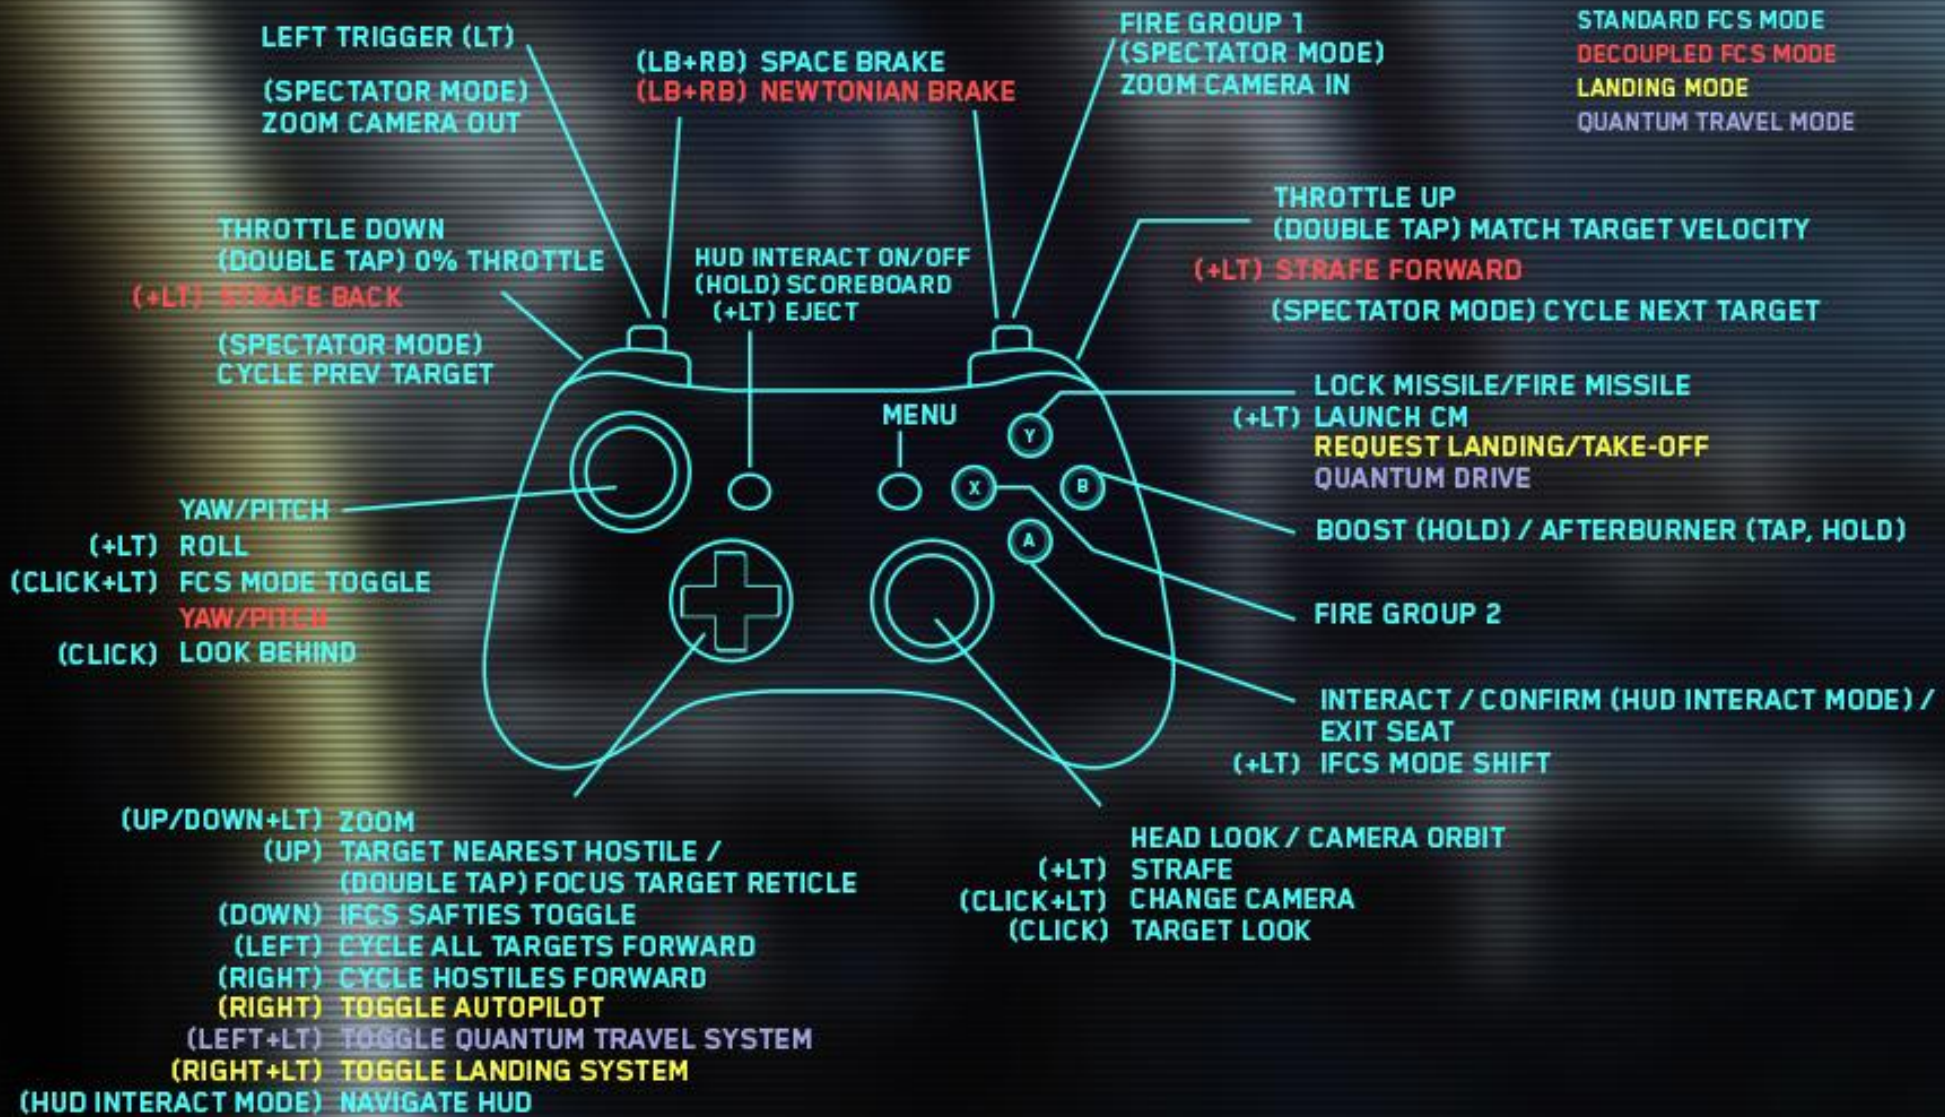 LEFT TRIGGER (LT)
(SPECTATOR MODE)
ZOOM CAMERA OUT
(LB+RB) SPACE BRAKE
(LB+RB) NEWTONIAN BRAKE
FIRE GROUP 1
(SPECTATOR MODE)
ZOOM CAMERA IN
STANDARD FCS MODE
DECOUPLED FCS MODE
LANDING MODE
QUANTUM TRAVEL MODE
THROTTLE DOWN
(DOUBLE TAP) 0% THROTTLE
(+LT) STRAFE BACK
(SPECTATOR MODE)
CYCLE PREV TARGET
HUD INTERACT ON/OFF
(HOLD) SCOREBOARD
(+LT) EJECT
THROTTLE UP
(DOUBLE TAP) MATCH TARGET VELOCITY
(+LT) STRAFE FORWARD
(SPECTATOR MODE) CYCLE NEXT TARGET
MENU
Y
X
B
A
LOCK MISSILE/FIRE MISSILE
(+LT) LAUNCH CM
REQUEST LANDING/TAKE-OFF
QUANTUM DRIVE
BOOST (HOLD) / AFTERBURNER (TAP, HOLD)
FIRE GROUP 2
INTERACT / CONFIRM (HUD INTERACT MODE) /
EXIT SEAT
(+LT) IFCS MODE SHIFT
YAW/PITCH
(+LT) ROLL
(CLICK+LT) FCS MODE TOGGLE
YAW/PITCH
(CLICK) LOOK BEHIND
(UP/DOWN+LT) ZOOM
(UP) TARGET NEAREST HOSTILE /
(DOUBLE TAP) FOCUS TARGET RETICLE
(DOWN) IFCS SAFTIES TOGGLE
(LEFT) CYCLE ALL TARGETS FORWARD
(RIGHT) CYCLE HOSTILES FORWARD
(RIGHT) TOGGLE AUTOPILOT
(LEFT+LT) TOGGLE QUANTUM TRAVEL SYSTEM
(RIGHT+LT) TOGGLE LANDING SYSTEM
(HUD INTERACT MODE) NAVIGATE HUD
HEAD LOOK / CAMERA ORBIT
(+LT) STRAFE
(CLICK+LT) CHANGE CAMERA
(CLICK) TARGET LOOK